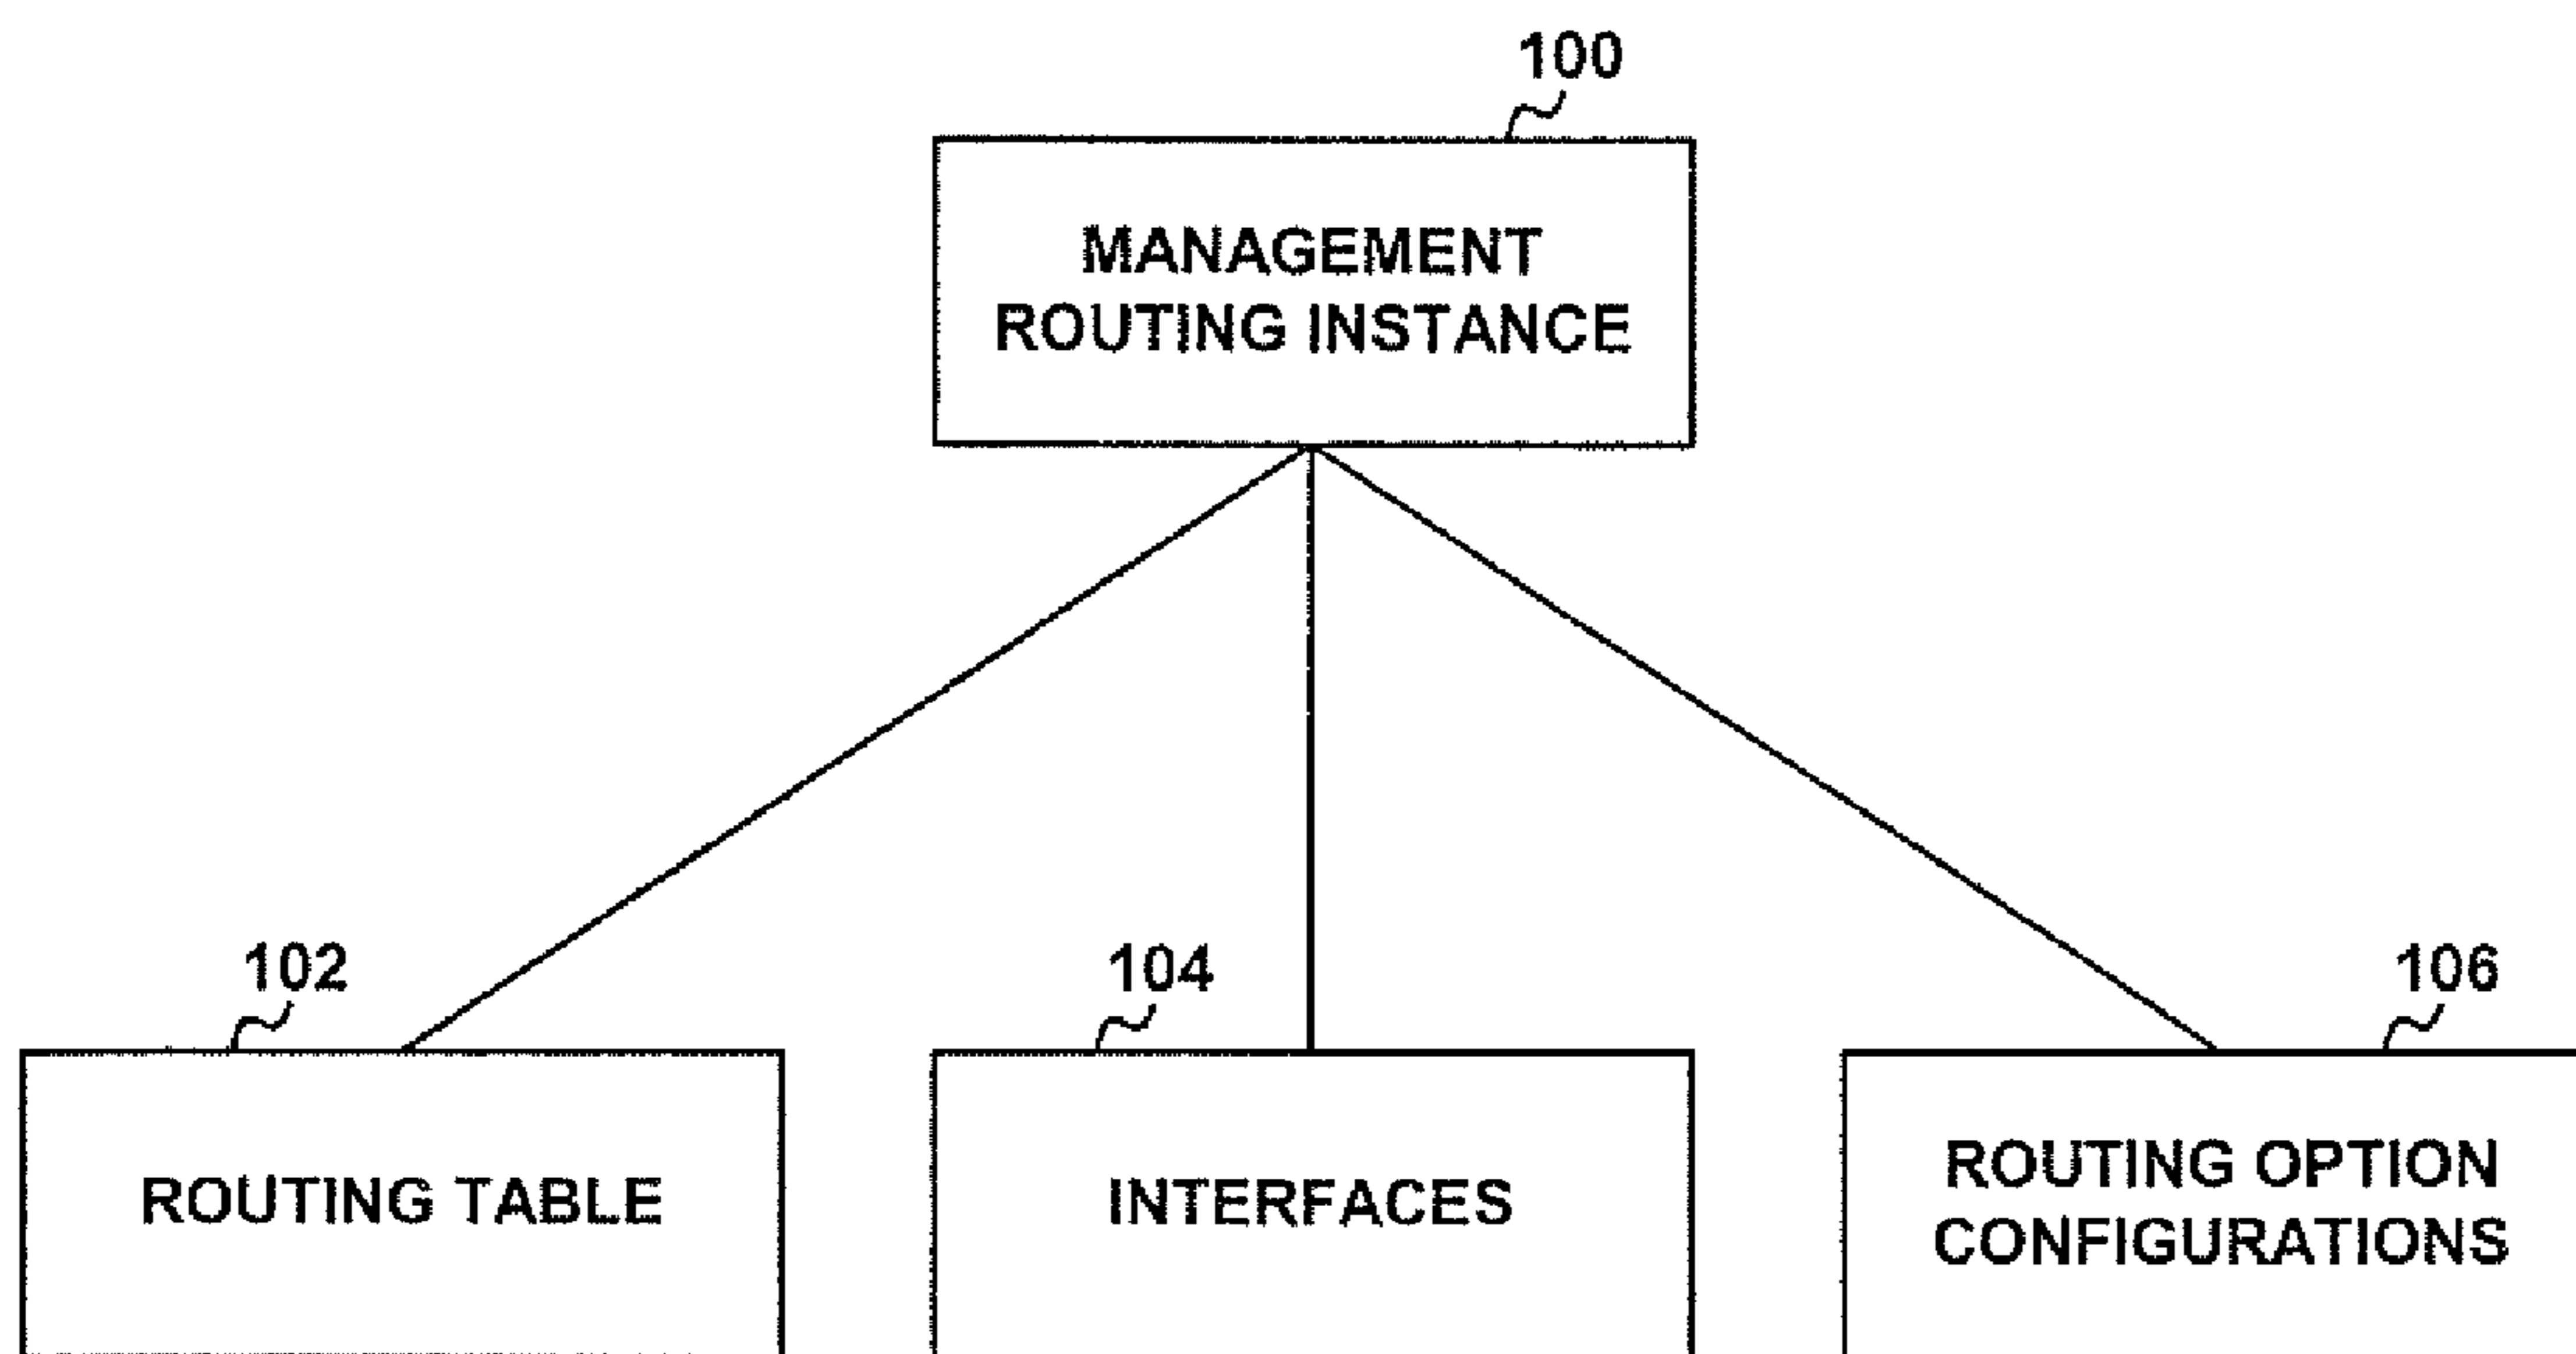 100
MANAGEMENT
ROUTING INSTANCE
102
104
106
ROUTING TABLE
INTERFACES
ROUTING OPTION
CONFIGURATIONS